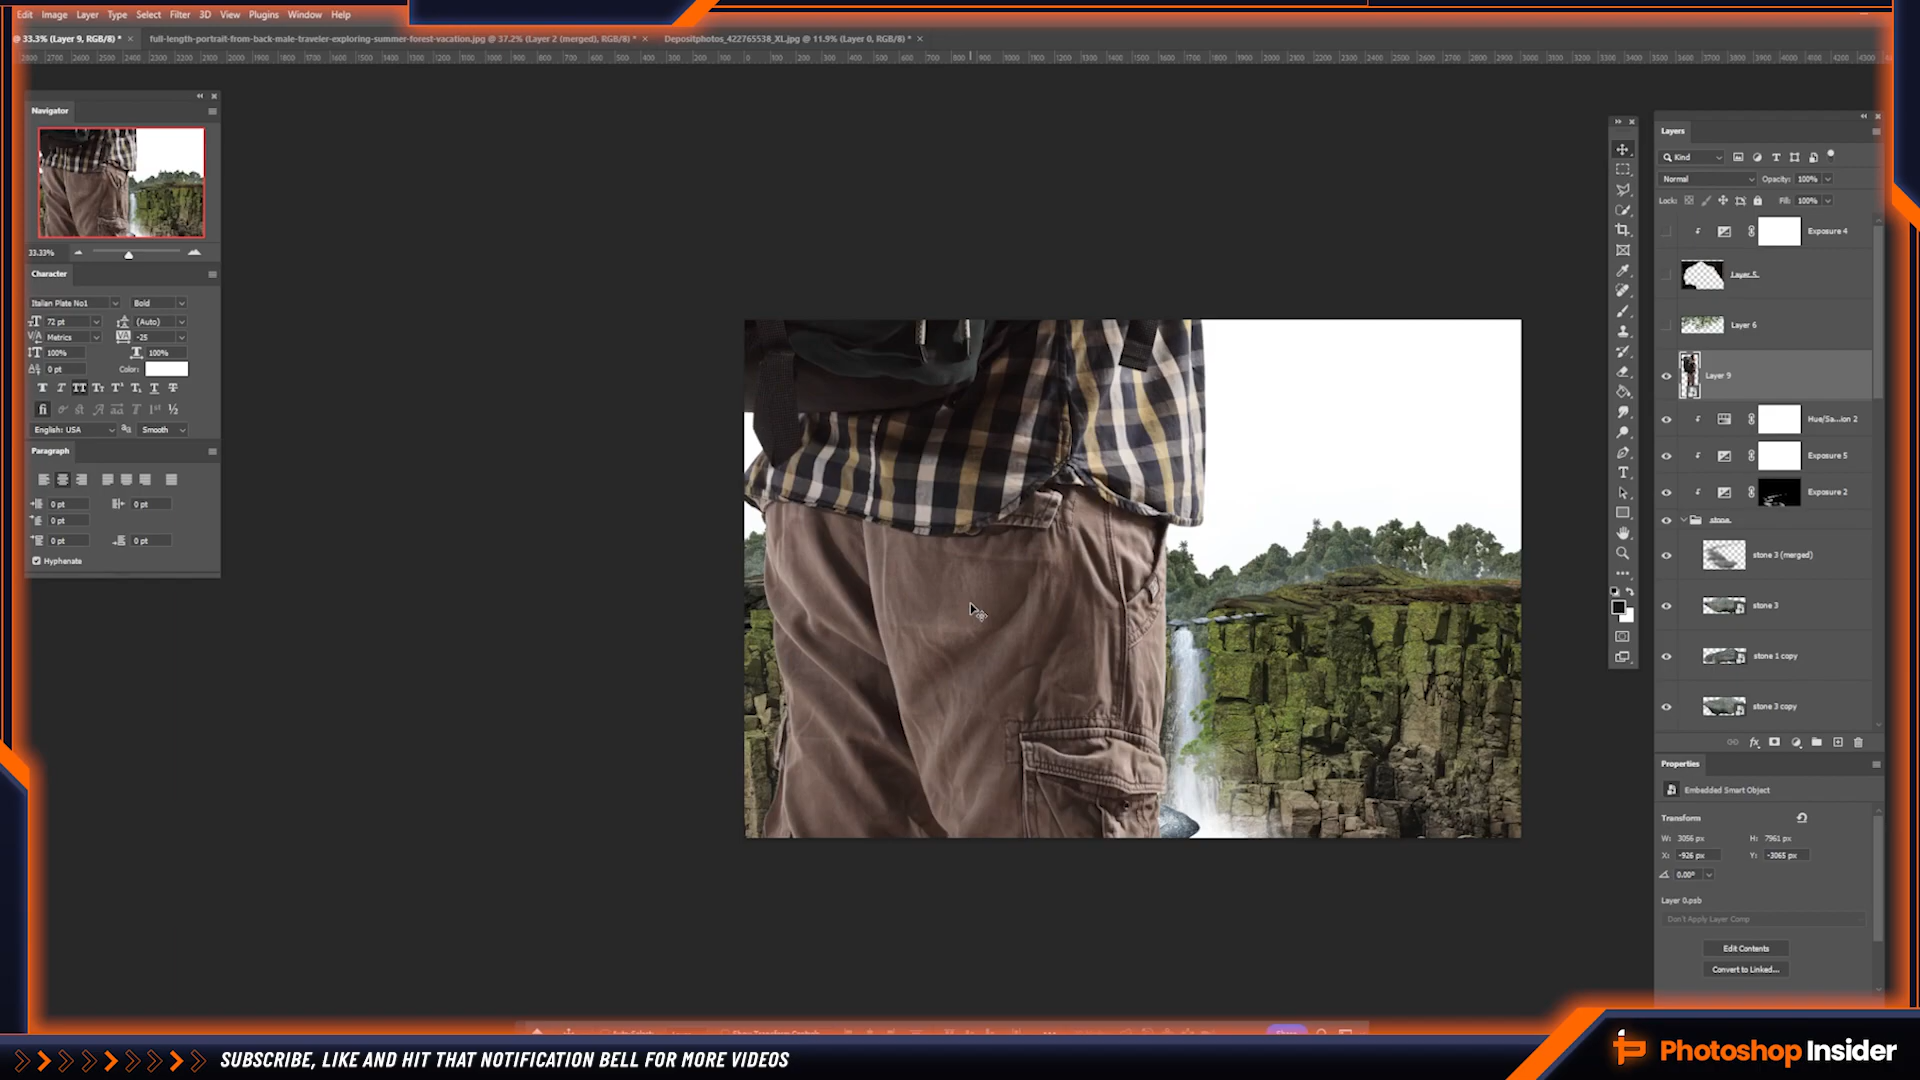 Edit Image Layer Type Select Filter 3D View Plugins Window Help
@ 33.3% (Layer 9, RGB/8) * × full-length-portrait-from-back-male-traveler-exploring-summer-forest-vacation.jpg @ 37.2% (Layer 2 (merged), RGB/8) * × Depositphotos_422765538_XL.jpg @ 11.9% (Layer 0, RGB/8) * ×
Navigator
33.33%
Character
Italian Plate No1 Bold
72 pt (Auto)
Metrics -25
100% 100%
0 pt Color:
English: USA Smooth
Paragraph
0 pt 0 pt
0 pt
0 pt 0 pt
Hyphenate
Layers
Kind
Normal Opacity: 100%
Lock: Fill: 100%
Exposure 4
Layer 5
Layer 6
Layer 9
Hue/Sa...ion 2
Exposure 5
Exposure 2
stone
stone 3 (merged)
stone 3
stone 1 copy
stone 3 copy
Properties
Embedded Smart Object
Transform
W: 3056 px H: 7961 px
X: -926 px Y: -3065 px
0.00°
Layer 0.psb
Don't Apply Layer Comp
Edit Contents
Convert to Linked...
SUBSCRIBE, LIKE AND HIT THAT NOTIFICATION BELL FOR MORE VIDEOS
Photoshop Insider